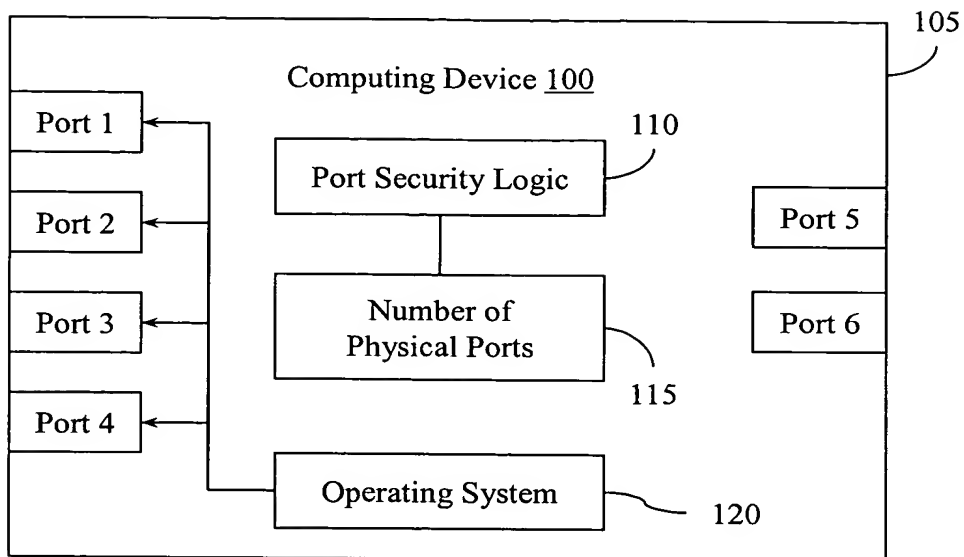 105
Computing Device 100
Port 1
110
Port Security Logic
Port 2
Port 5
Number of
Physical Ports
Port 3
Port 6
115
Port 4
Operating System
120